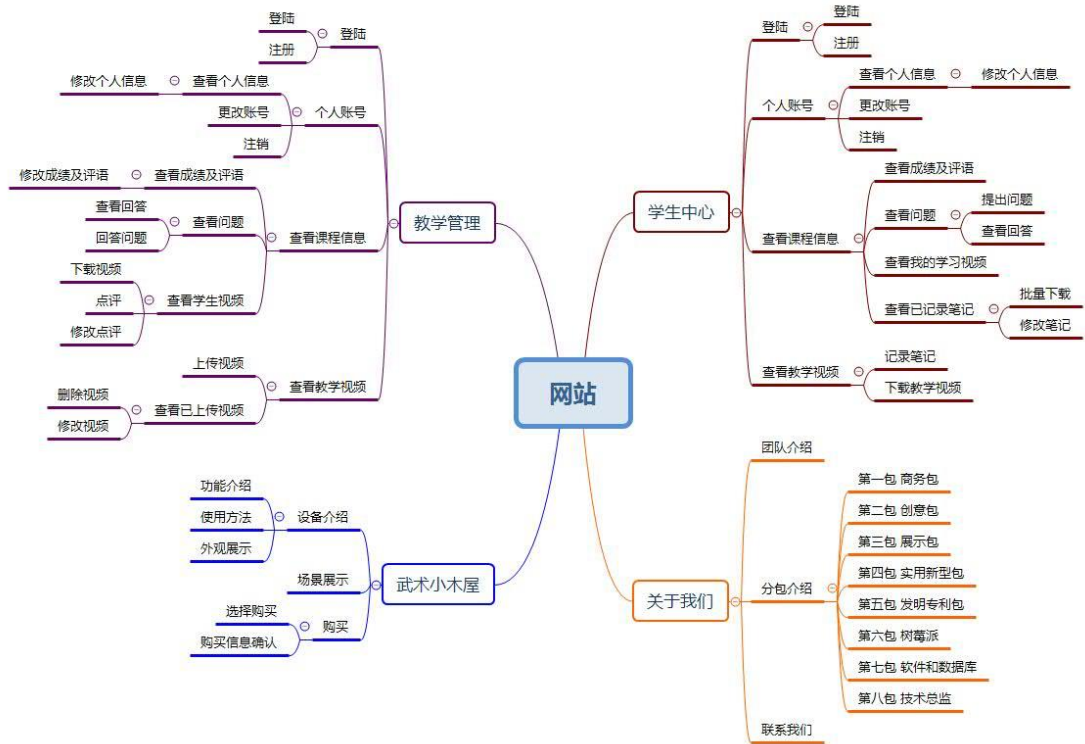 网站
教学管理
登陆
登陆
注册
个人账号
查看个人信息
修改个人信息
更改账号
注销
查看课程信息
查看成绩及评语
修改成绩及评语
查看问题
查看回答
回答问题
查看学生视频
下载视频
点评
修改点评
查看教学视频
上传视频
查看已上传视频
删除视频
修改视频
武术小木屋
设备介绍
功能介绍
使用方法
外观展示
场景展示
购买
选择购买
购买信息确认
学生中心
登陆
登陆
注册
个人账号
查看个人信息
修改个人信息
更改账号
注销
查看课程信息
查看成绩及评语
查看问题
提出问题
查看回答
查看我的学习视频
查看已记录笔记
批量下载
修改笔记
查看教学视频
记录笔记
下载教学视频
关于我们
团队介绍
分包介绍
第一包 商务包
第二包 创意包
第三包 展示包
第四包 实用新型包
第五包 发明专利包
第六包 树莓派
第七包 软件和数据库
第八包 技术总监
联系我们